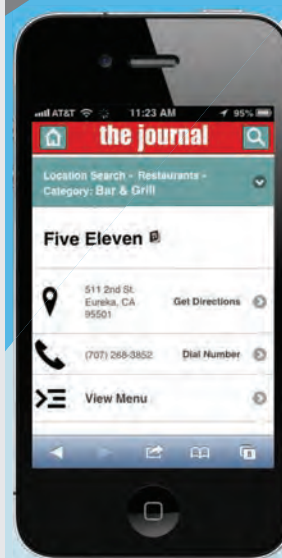 AT&T 11:23 AM 95%
the journal
Location Search - Restaurants -
Category: Bar & Grill
Five Eleven
511 2nd St.
Eureka, CA
95501
Get Directions
(707) 268-3852 Dial Number
View Menu